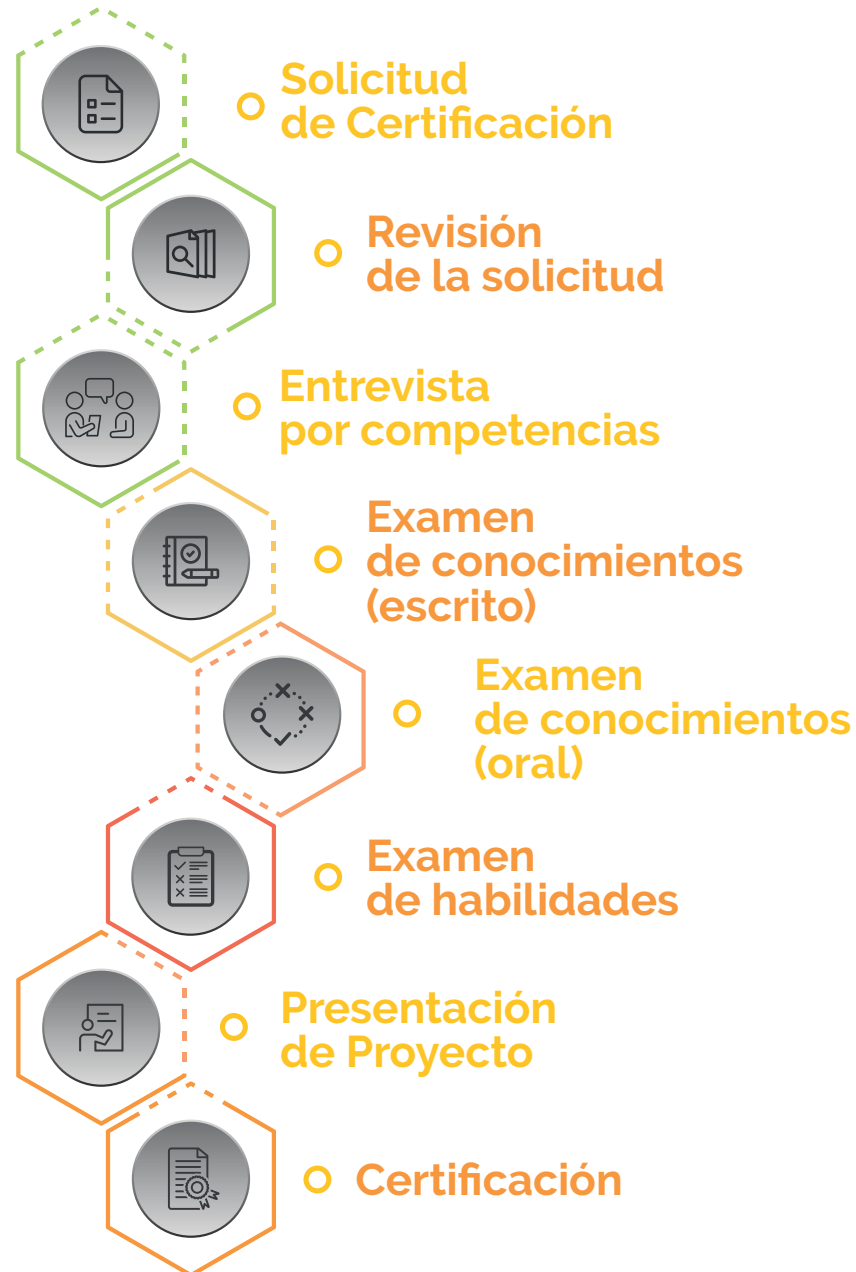 Solicitud
de Certificación
Revisión
de la solicitud
Entrevista
por competencias
Examen
de conocimientos
(escrito)
Examen
de conocimientos
(oral)
Examen
de habilidades
Presentación
de Proyecto
Certificación